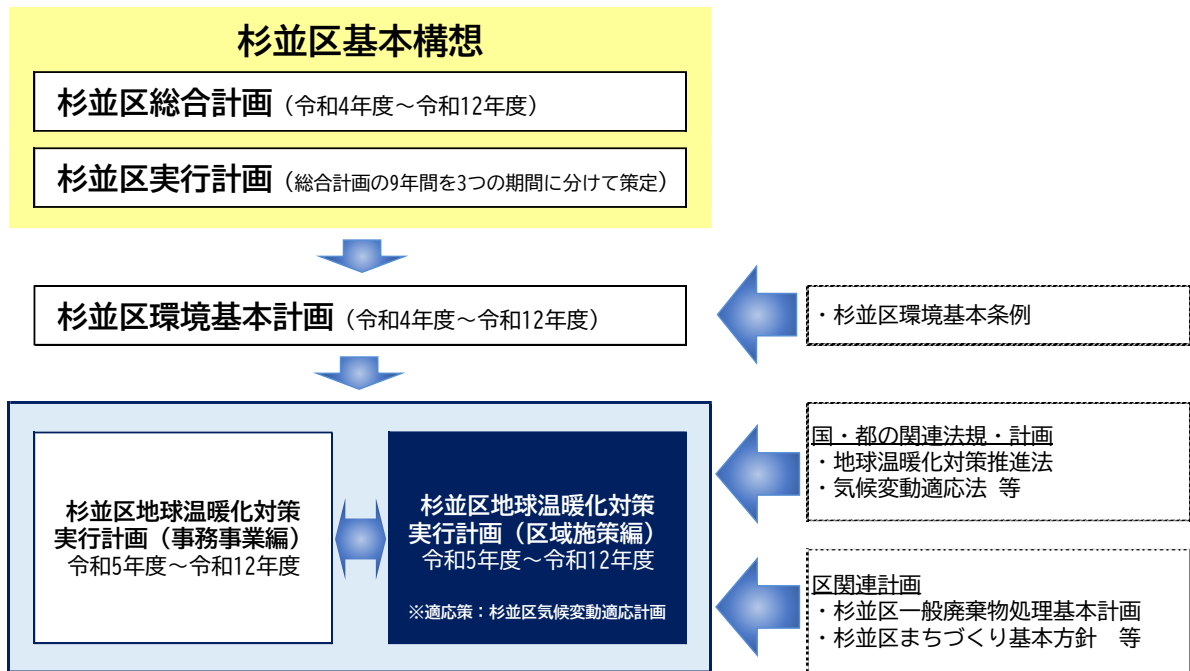 杉並区基本構想
杉並区総合計画（令和4年度～令和12年度）
杉並区実行計画（総合計画の9年間を3つの期間に分けて策定）
杉並区環境基本計画（令和4年度～令和12年度）
・杉並区環境基本条例
杉並区地球温暖化対策
実行計画（事務事業編）
令和5年度～令和12年度
杉並区地球温暖化対策
実行計画（区域施策編）
令和5年度～令和12年度
※適応策：杉並区気候変動適応計画
国・都の関連法規・計画
・地球温暖化対策推進法
・気候変動適応法 等
区関連計画
・杉並区一般廃棄物処理基本計画
・杉並区まちづくり基本方針 等